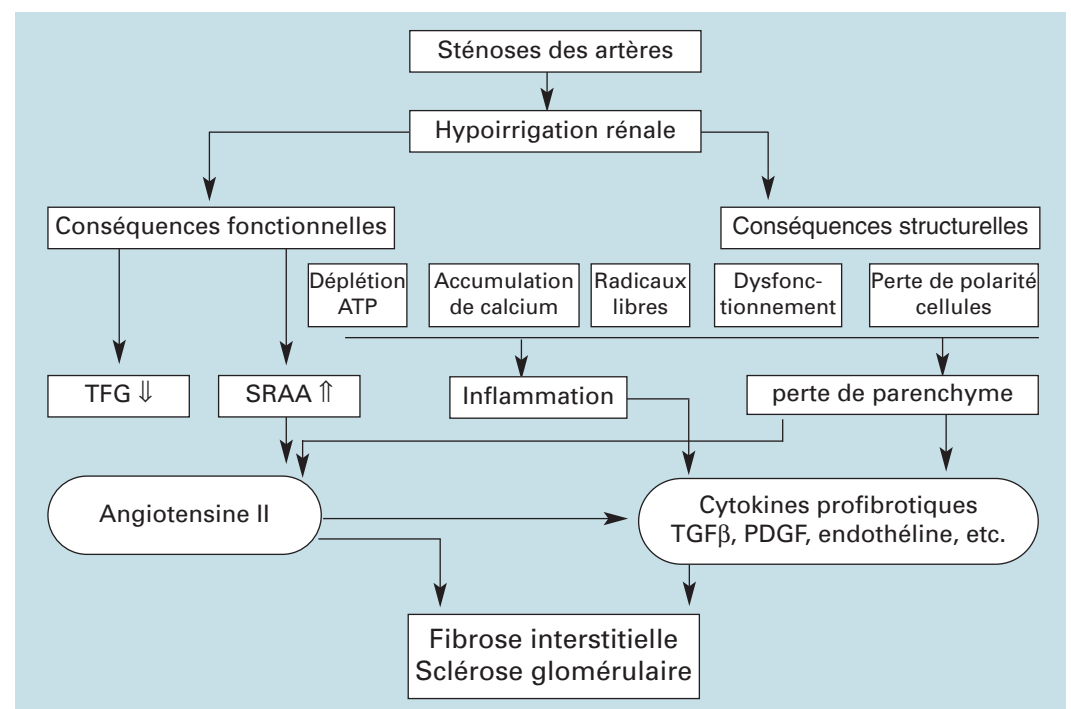 Sténoses des artères
Hypoirrigation rénale
Conséquences fonctionnelles
Conséquences structurelles
Déplétion
ATP
Accumulation
de calcium
Radicaux
libres
Dysfonc-
tionnement
Perte de polarité
cellules
TFG ⇓
SRAA ⇑
Inflammation
perte de parenchyme
Angiotensine II
Cytokines profibrotiques
TGFβ, PDGF, endothéline, etc.
Fibrose interstitielle
Sclérose glomérulaire